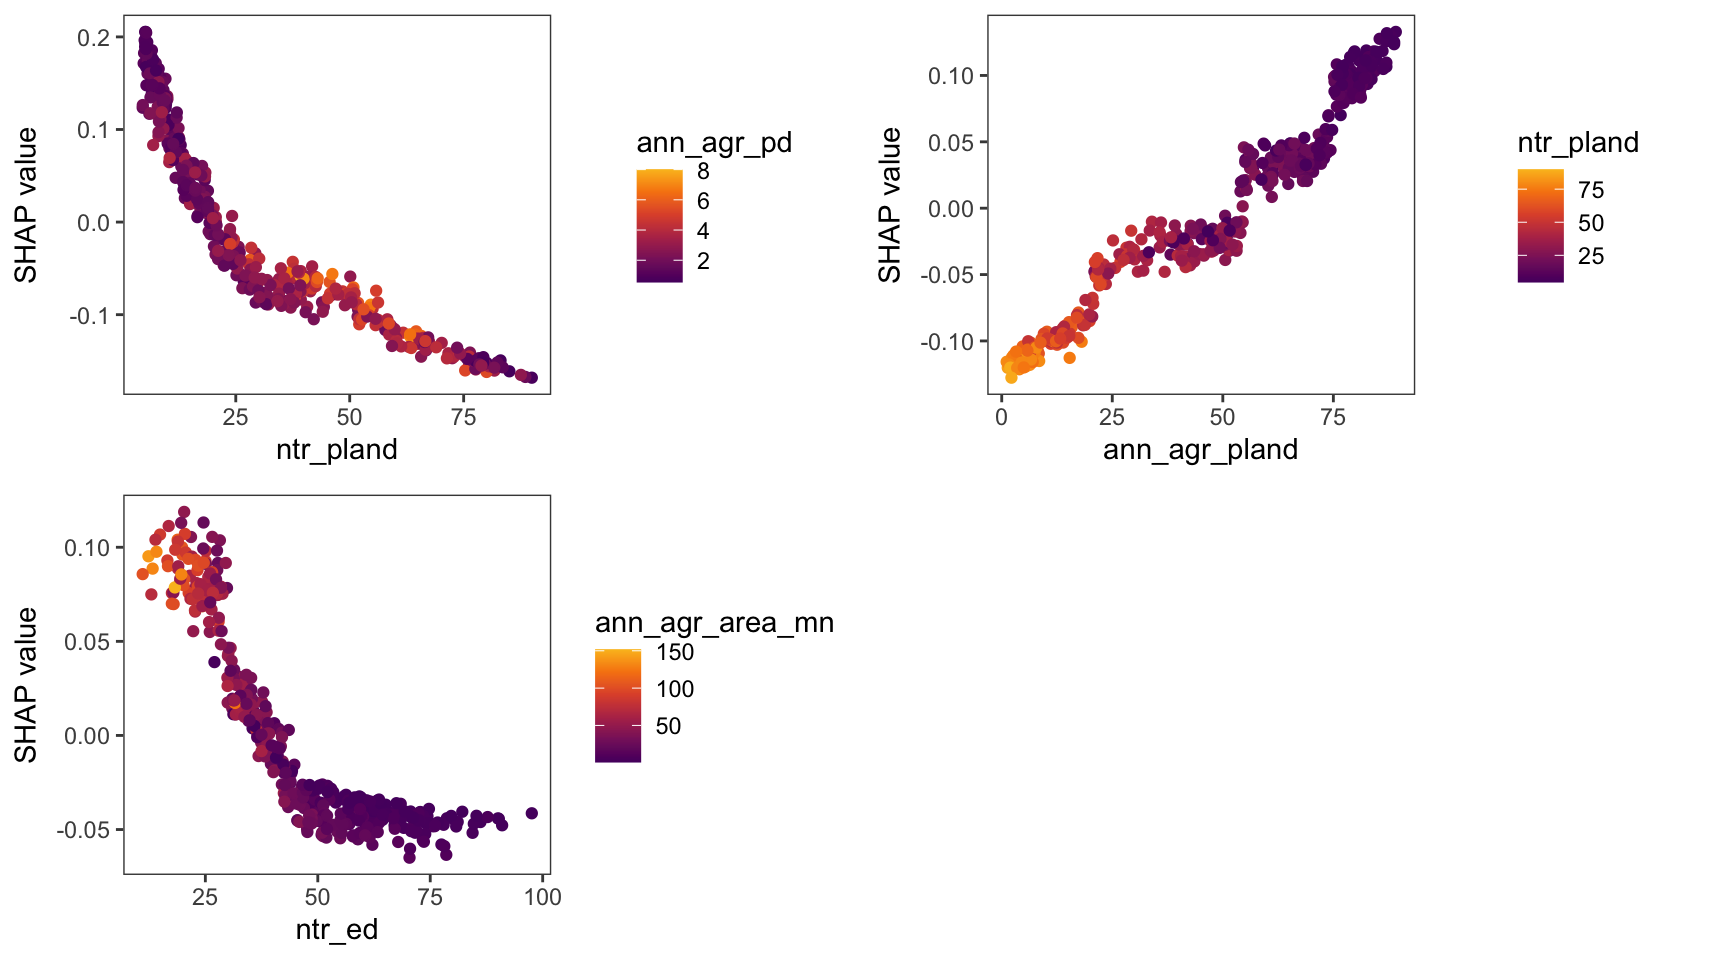 SHAP value
0.2
0.1
0.0
-0.1
25 50 75
ntr_pland
ann_agr_pd
8
6
4
2
SHAP value
0.10
0.05
0.00
-0.05
-0.10
0 25 50 75
ann_agr_pland
ntr_pland
75
50
25
SHAP value
0.10
0.05
0.00
-0.05
25 50 75 100
ntr_ed
ann_agr_area_mn
150
100
50